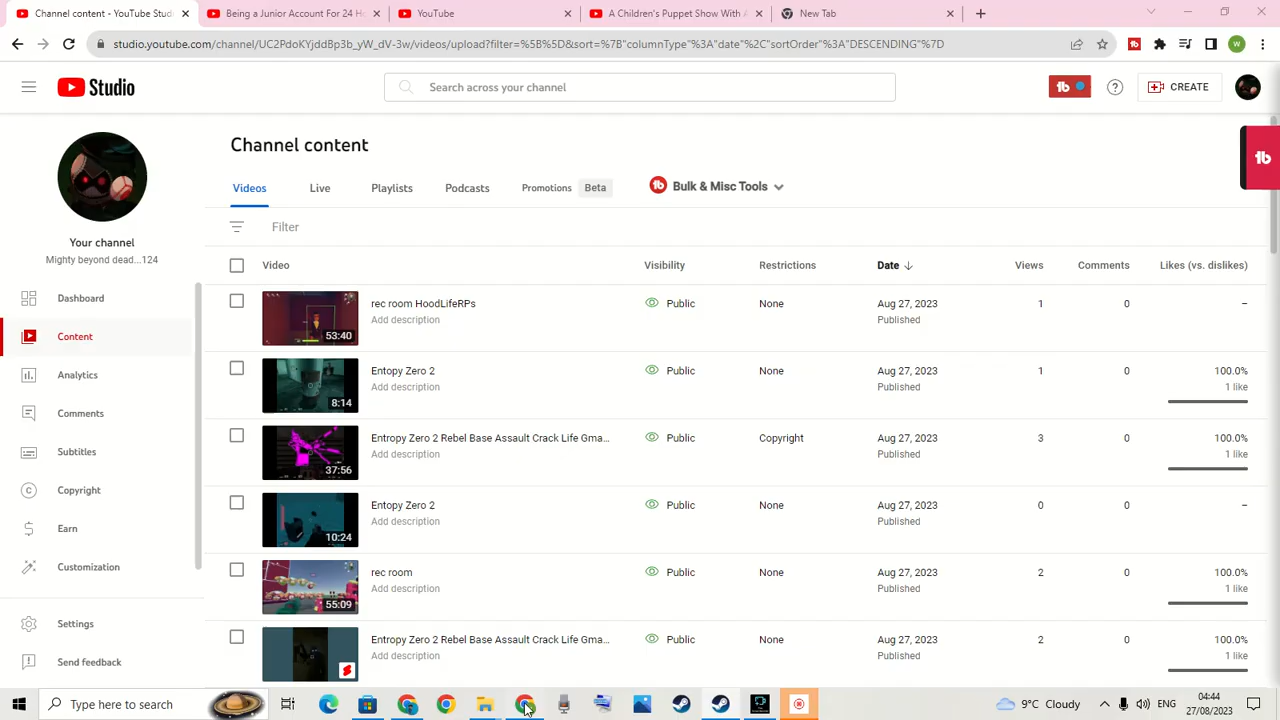 Channel content - YouTube Stud
Being a Junior Account For 24 H
YouTube
A Children's Puppet Show With A
New Tab
studio.youtube.com/channel/UC2PdoKYjddBp3b_yW_dV-3w/videos/upload?filter=%5B%5D&sort=%7B"columnType"%3A"date"%2C"sortOrder"%3A"DESCENDING"%7D
W
Studio
Search across your channel
tb
CREATE
Channel content
Videos
Live
Playlists
Podcasts
Promotions
Beta
tb Bulk & Misc Tools
tb
Filter
Your channel
Mighty beyond dead...124
Dashboard
Content
Analytics
Comments
Subtitles
Copyright
Earn
Customization
Settings
Send feedback
Video Visibility Restrictions Date Views Comments Likes (vs. dislikes)
53:40 rec room HoodLifeRPs Public None Aug 27, 2023 1 0 –
Add description Published
8:14 Entopy Zero 2 Public None Aug 27, 2023 1 0 100.0%
Add description Published 1 like
37:56 Entropy Zero 2 Rebel Base Assault Crack Life Gma... Public Copyright Aug 27, 2023 3 0 100.0%
Add description Published 1 like
10:24 Entopy Zero 2 Public None Aug 27, 2023 0 0 –
Add description Published
55:09 rec room Public None Aug 27, 2023 2 0 100.0%
Add description Published 1 like
Entropy Zero 2 Rebel Base Assault Crack Life Gma... Public None Aug 27, 2023 2 0 100.0%
Add description Published 1 like
Type here to search
9°C Cloudy
ENG
04:44
27/08/2023